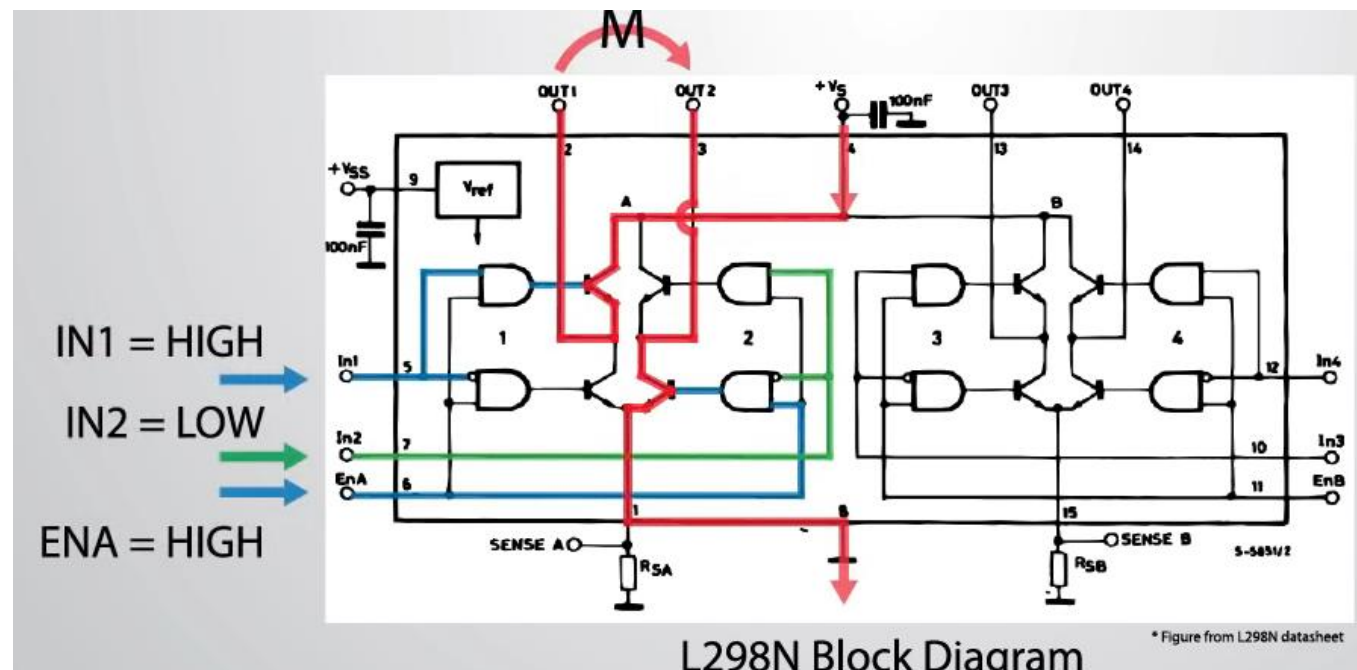 M
OUT1 OUT2 +VS 100nF OUT3 OUT4
2 3 4 13 14
+VSS 9 Vref
A B
100nF
1 2 3 4
IN1 = HIGH
In1 5 12 In4
IN2 = LOW
In2 7 10 In3
EnA 6 11 EnB
ENA = HIGH
1 8 15
SENSE A SENSE B S-5851/2
RSA RSB
* Figure from L298N datasheet
L298N Block Diagram